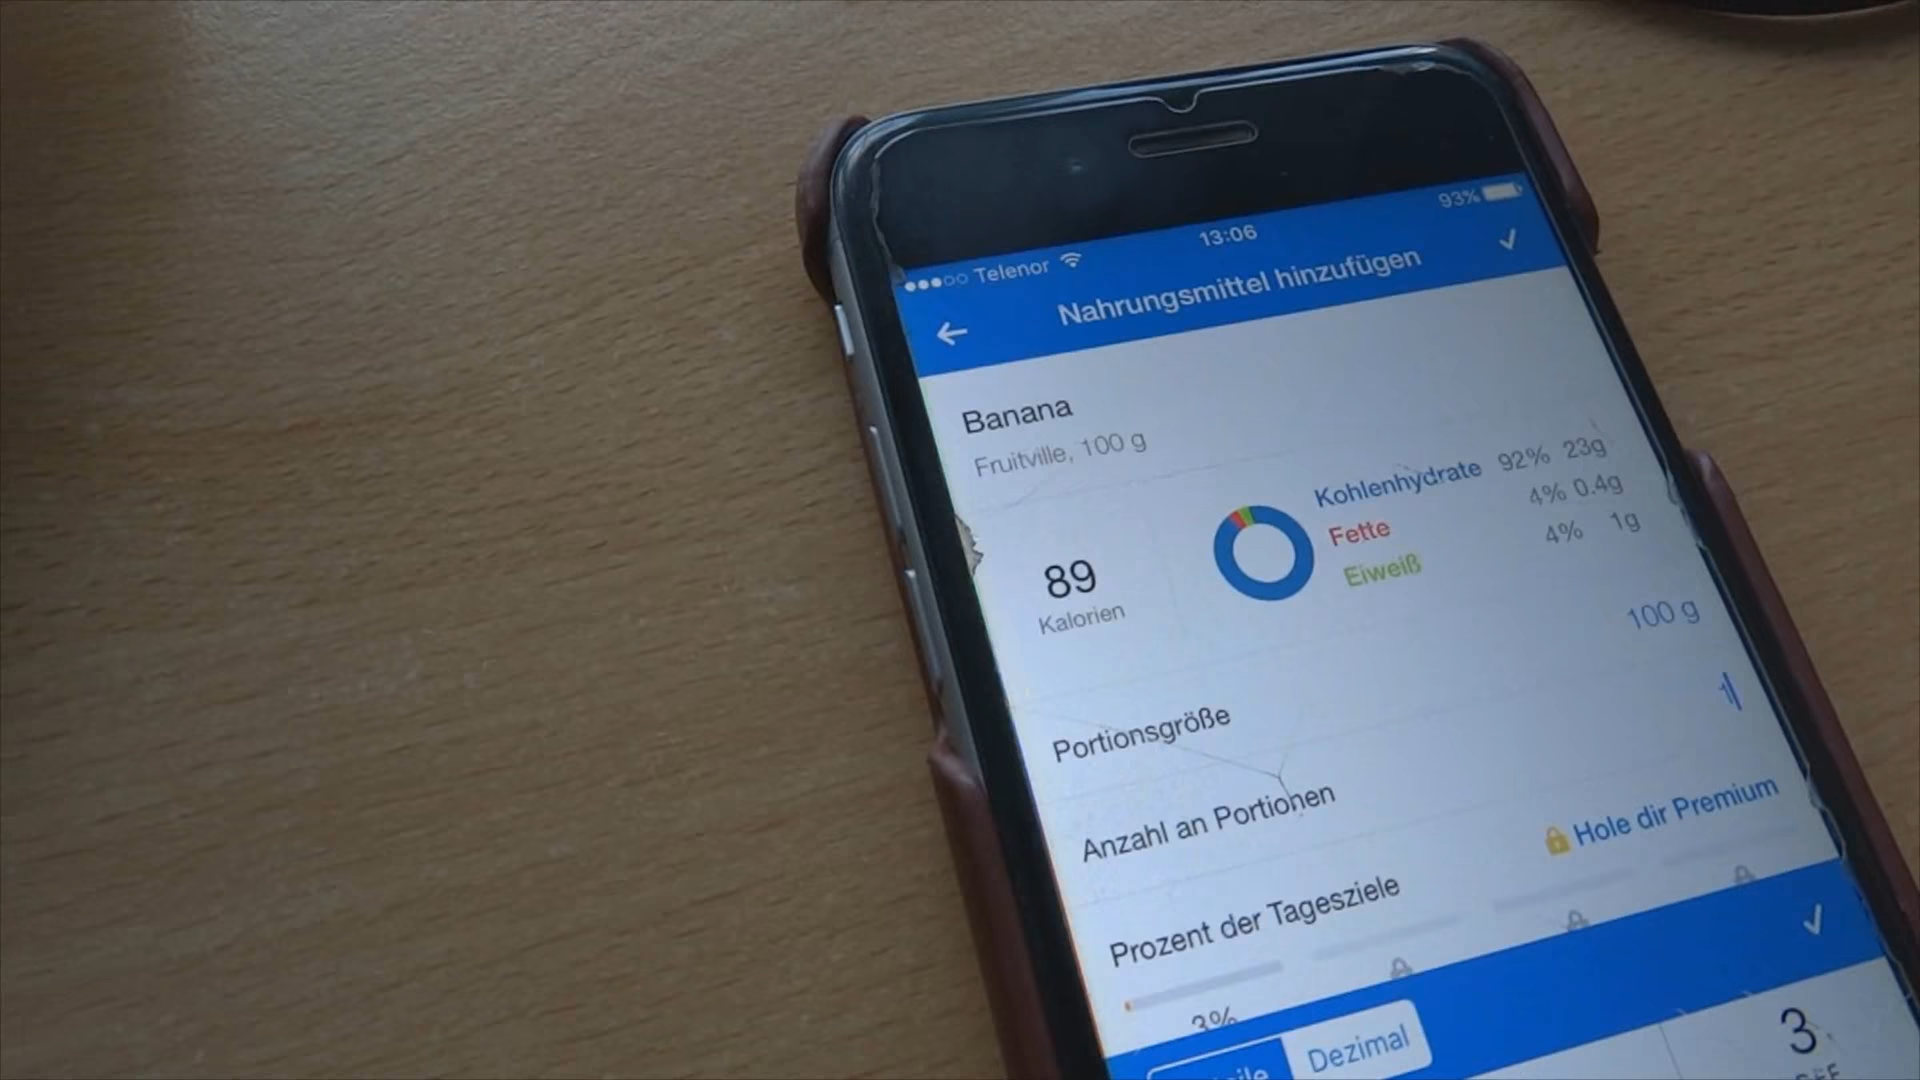 93%
13:06
Telenor
Nahrungsmittel hinzufügen
Banana
Fruitville, 100 g
Kohlenhydrate 92% 23g
Fette 4% 0.4g
Eiweiß 4% 1g
89
Kalorien
Portionsgröße 100 g
Anzahl an Portionen 1
Prozent der Tagesziele Hole dir Premium
3%
Dezimal
3